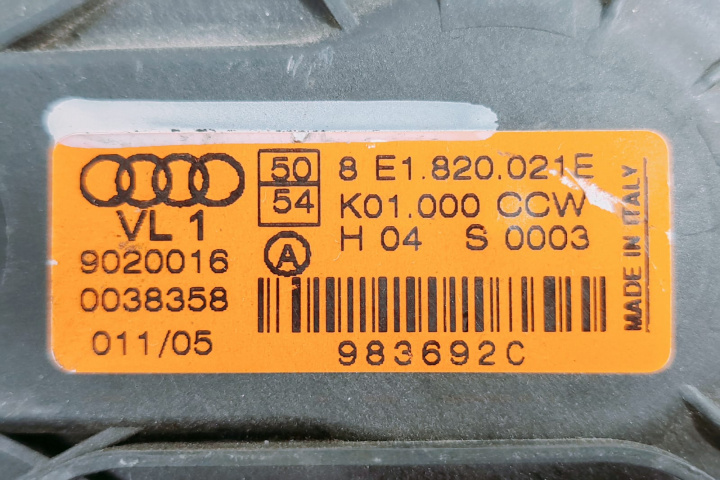 50 8 E1.820.021E
54 K01.000 CCW
VL 1
A H 04 S 0003
9020016
0038358
011/05
983692C
MADE IN ITALY